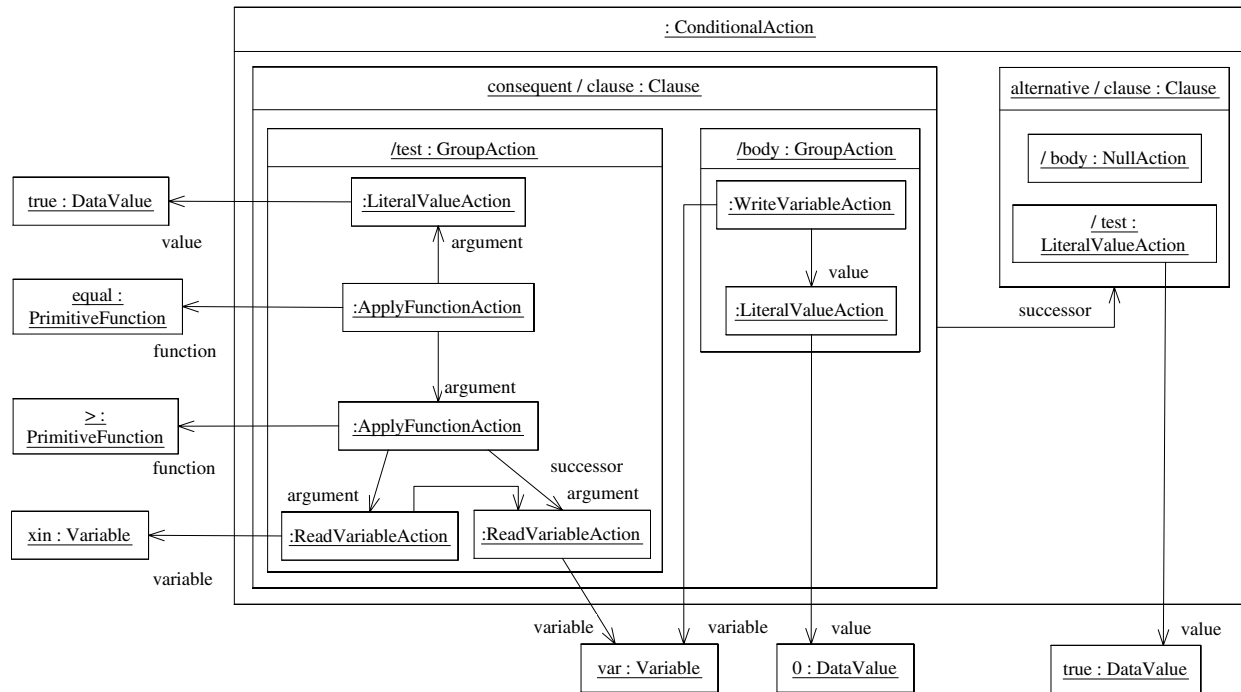 : ConditionalAction
consequent / clause : Clause
alternative / clause : Clause
/test : GroupAction
/body : GroupAction
/ body : NullAction
true : DataValue
:LiteralValueAction
:WriteVariableAction
/ test :
LiteralValueAction
value
argument
value
equal :
PrimitiveFunction
:ApplyFunctionAction
:LiteralValueAction
successor
function
argument
> :
PrimitiveFunction
:ApplyFunctionAction
function
successor
argument
argument
xin : Variable
:ReadVariableAction
:ReadVariableAction
variable
variable
variable
value
value
var : Variable
0 : DataValue
true : DataValue